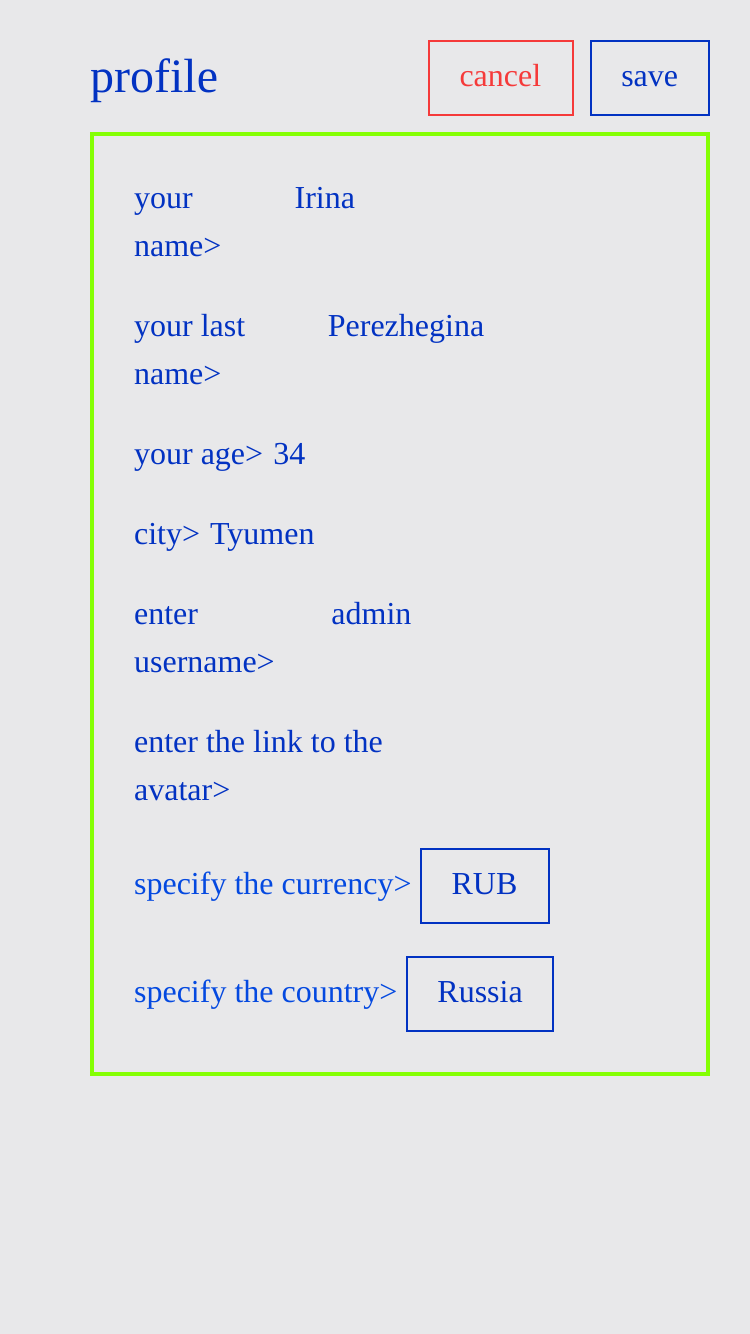 profile cancel save
your Irina
name>
your last Perezhegina
name>
your age> 34
city> Tyumen
enter admin
username>
enter the link to the
avatar>
specify the currency> RUB
specify the country> Russia